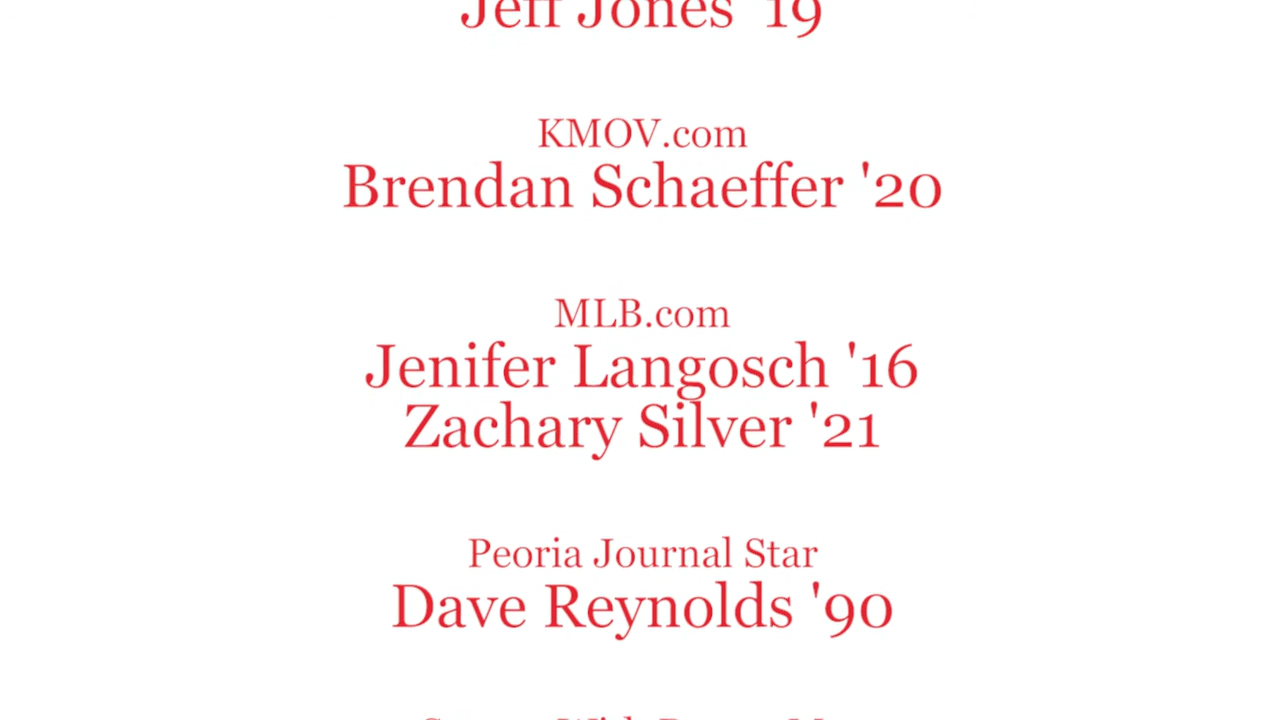 Jeff Jones '19
KMOV.com
Brendan Schaeffer '20
MLB.com
Jenifer Langosch '16
Zachary Silver '21
Peoria Journal Star
Dave Reynolds '90